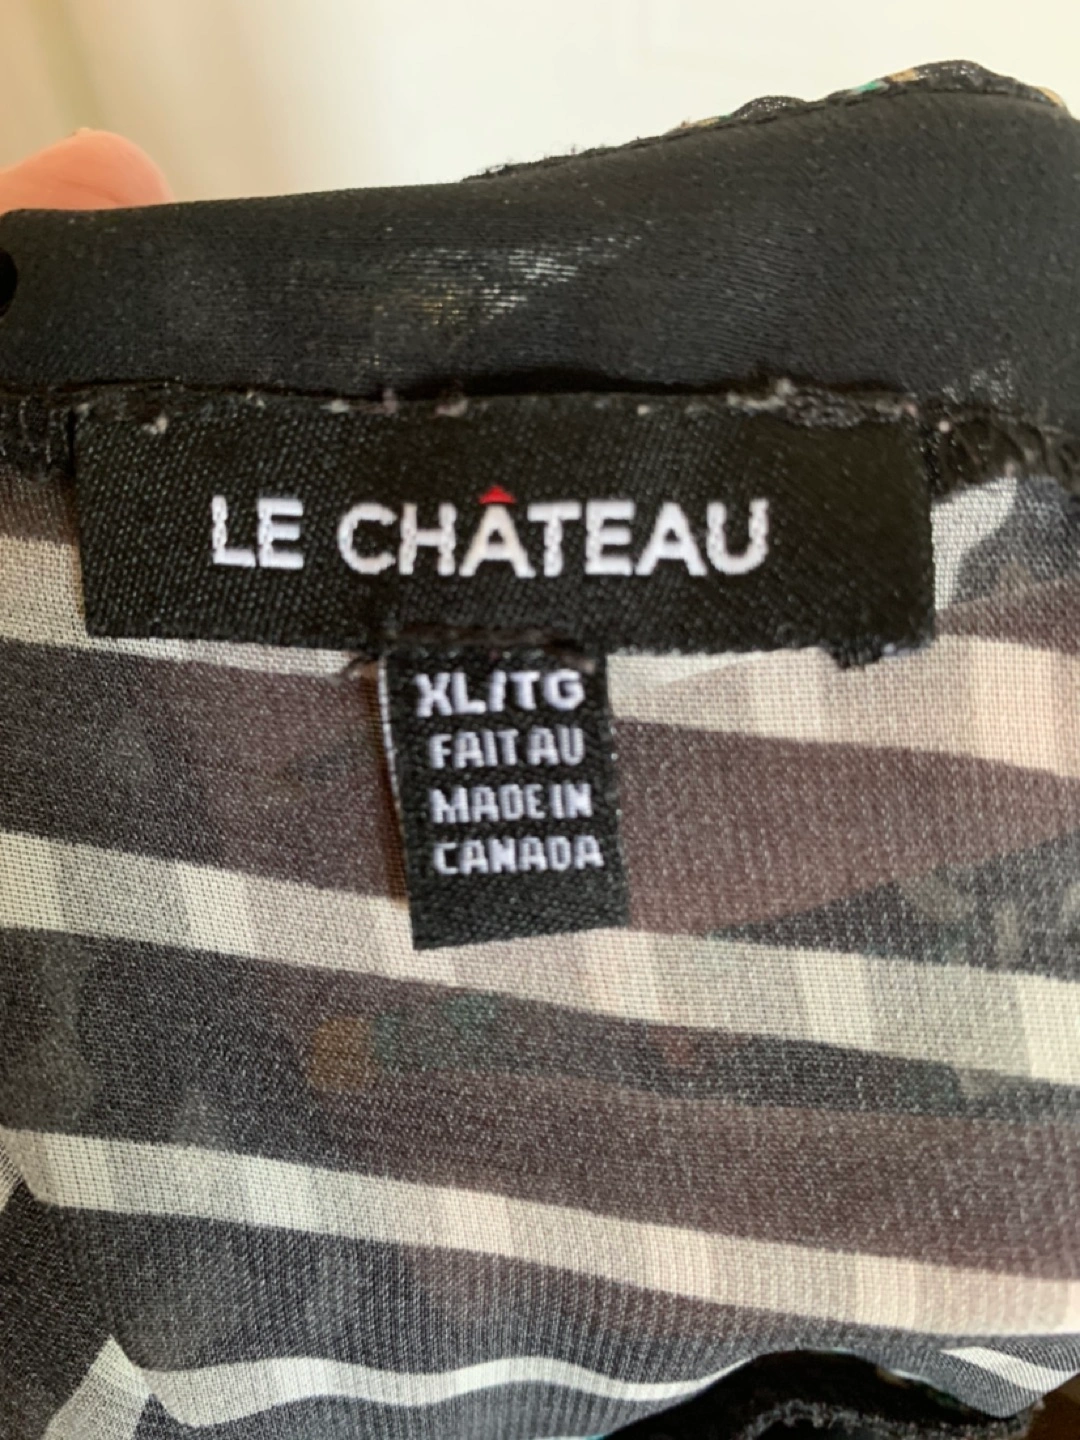 LE CHÂTEAU
XL/TG
FAIT AU
MADE IN
CANADA